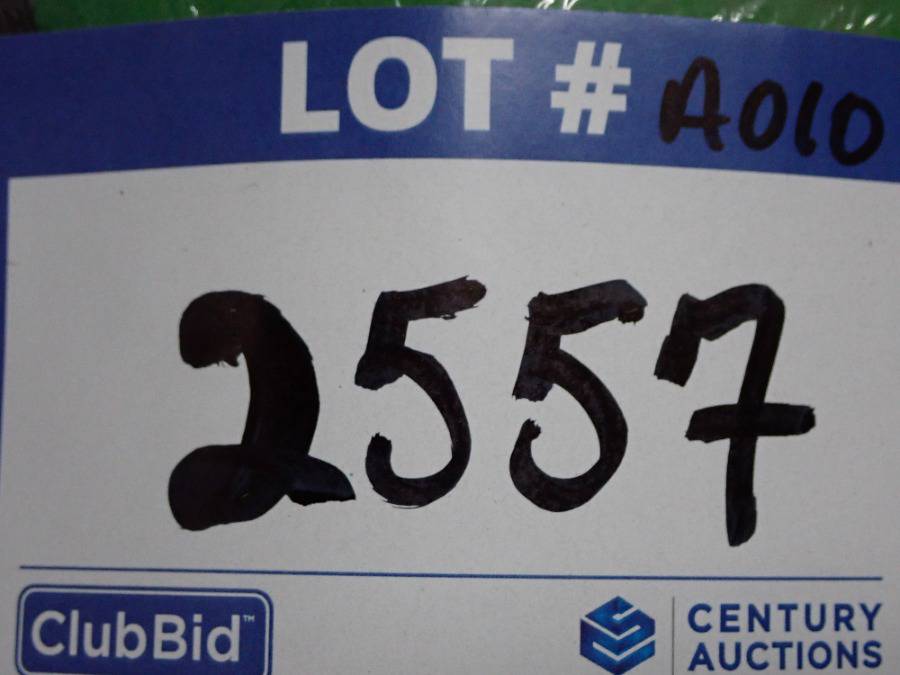 LOT # A010
2557
ClubBid™
CENTURY
AUCTIONS